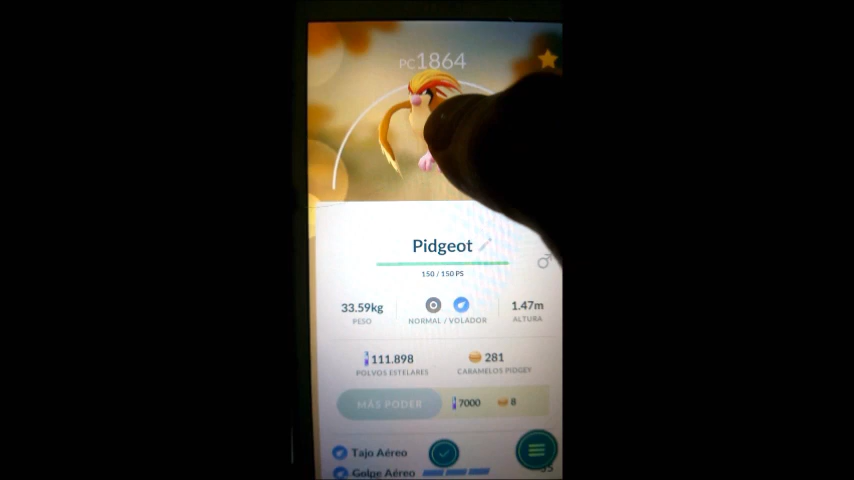 PC1864
Pidgeot
150 / 150 PS
33.59kg
PESO
NORMAL / VOLADOR
1.47m
ALTURA
111.898
POLVOS ESTELARES
281
CARAMELOS PIDGEY
MÁS PODER
7000
8
Tajo Aéreo
Golpe Aéreo